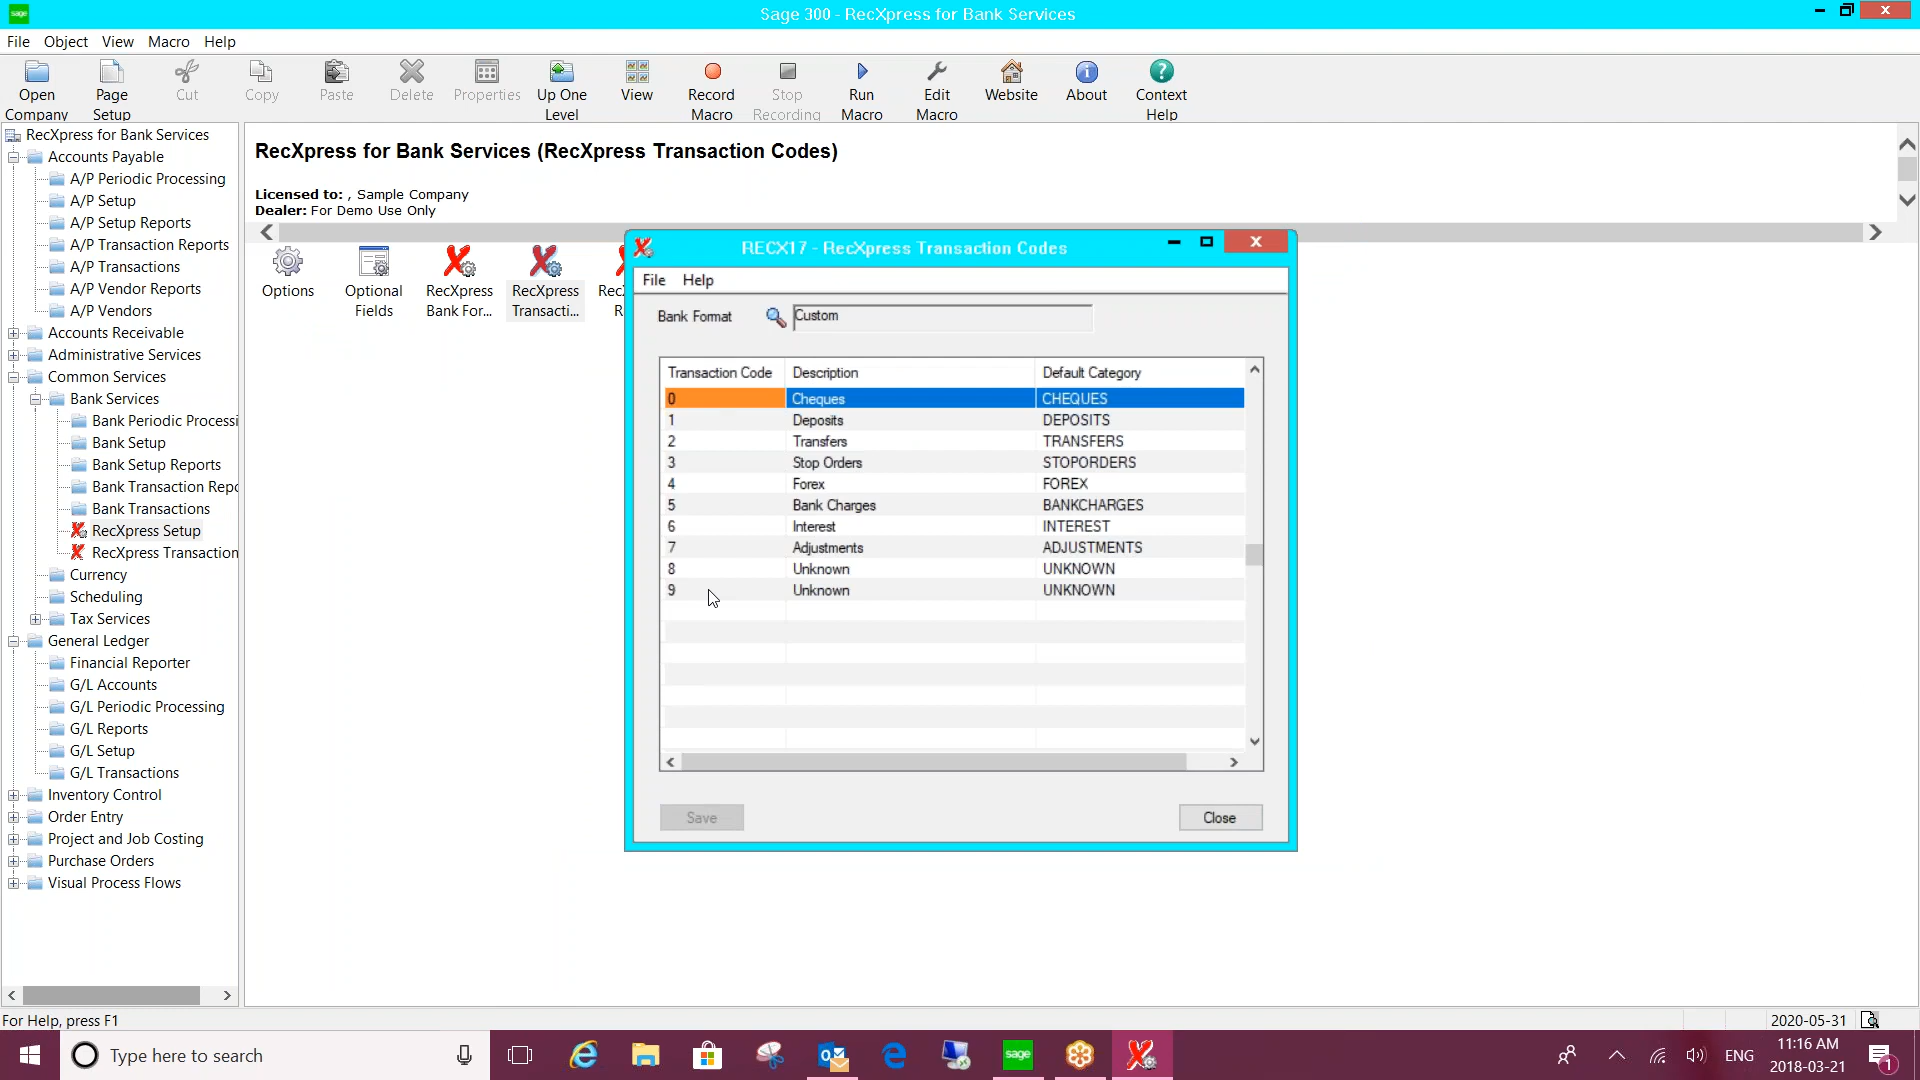 sage
Sage 300 - RecXpress for Bank Services
File Object View Macro Help
Open Company
Page Setup
Cut
Copy
Paste
Delete
Properties
Up One Level
View
Record Macro
Stop Recording
Run Macro
Edit Macro
Website
About
Context Help
RecXpress for Bank Services
Accounts Payable
A/P Periodic Processing
A/P Setup
A/P Setup Reports
A/P Transaction Reports
A/P Transactions
A/P Vendor Reports
A/P Vendors
Accounts Receivable
Administrative Services
Common Services
Bank Services
Bank Periodic Processi
Bank Setup
Bank Setup Reports
Bank Transaction Repo
Bank Transactions
RecXpress Setup
RecXpress Transaction
Currency
Scheduling
Tax Services
General Ledger
Financial Reporter
G/L Accounts
G/L Periodic Processing
G/L Reports
G/L Setup
G/L Transactions
Inventory Control
Order Entry
Project and Job Costing
Purchase Orders
Visual Process Flows
RecXpress for Bank Services (RecXpress Transaction Codes)
Licensed to: , Sample Company
Dealer: For Demo Use Only
Options
Optional Fields
RecXpress Bank For...
RecXpress Transacti...
RECX17 - RecXpress Transaction Codes
File Help
Bank Format Custom
Transaction Code Description Default Category
0 Cheques CHEQUES
1 Deposits DEPOSITS
2 Transfers TRANSFERS
3 Stop Orders STOPORDERS
4 Forex FOREX
5 Bank Charges BANKCHARGES
6 Interest INTEREST
7 Adjustments ADJUSTMENTS
8 Unknown UNKNOWN
9 Unknown UNKNOWN
Save Close
For Help, press F1
2020-05-31
Type here to search
sage
ENG
11:16 AM
2018-03-21
1